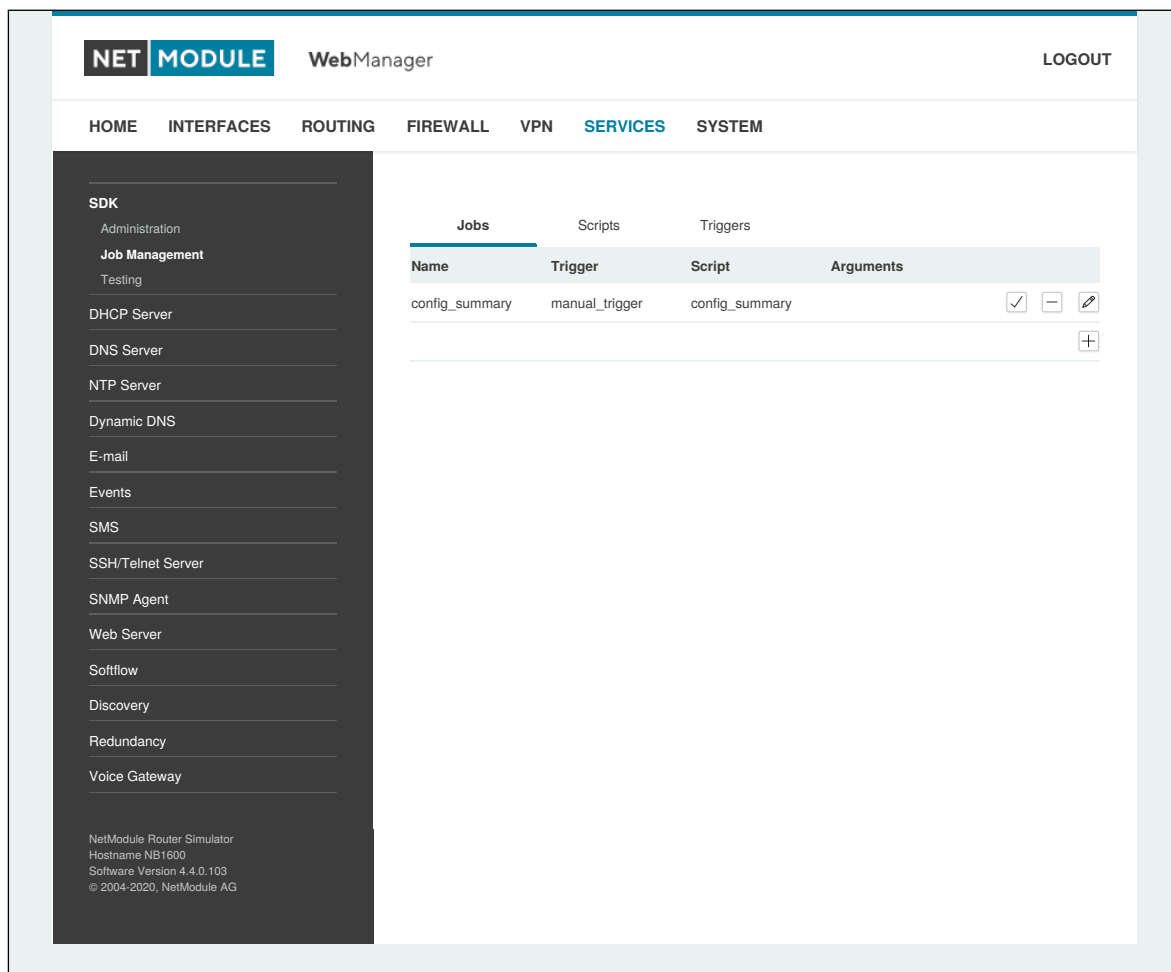 NET MODULE WebManager LOGOUT
HOME INTERFACES ROUTING FIREWALL VPN SERVICES SYSTEM
SDK
Administration
Job Management
Testing
DHCP Server
DNS Server
NTP Server
Dynamic DNS
E-mail
Events
SMS
SSH/Telnet Server
SNMP Agent
Web Server
Softflow
Discovery
Redundancy
Voice Gateway
NetModule Router Simulator
Hostname NB1600
Software Version 4.4.0.103
© 2004-2020, NetModule AG
Jobs Scripts Triggers
Name Trigger Script Arguments
config_summary manual_trigger config_summary